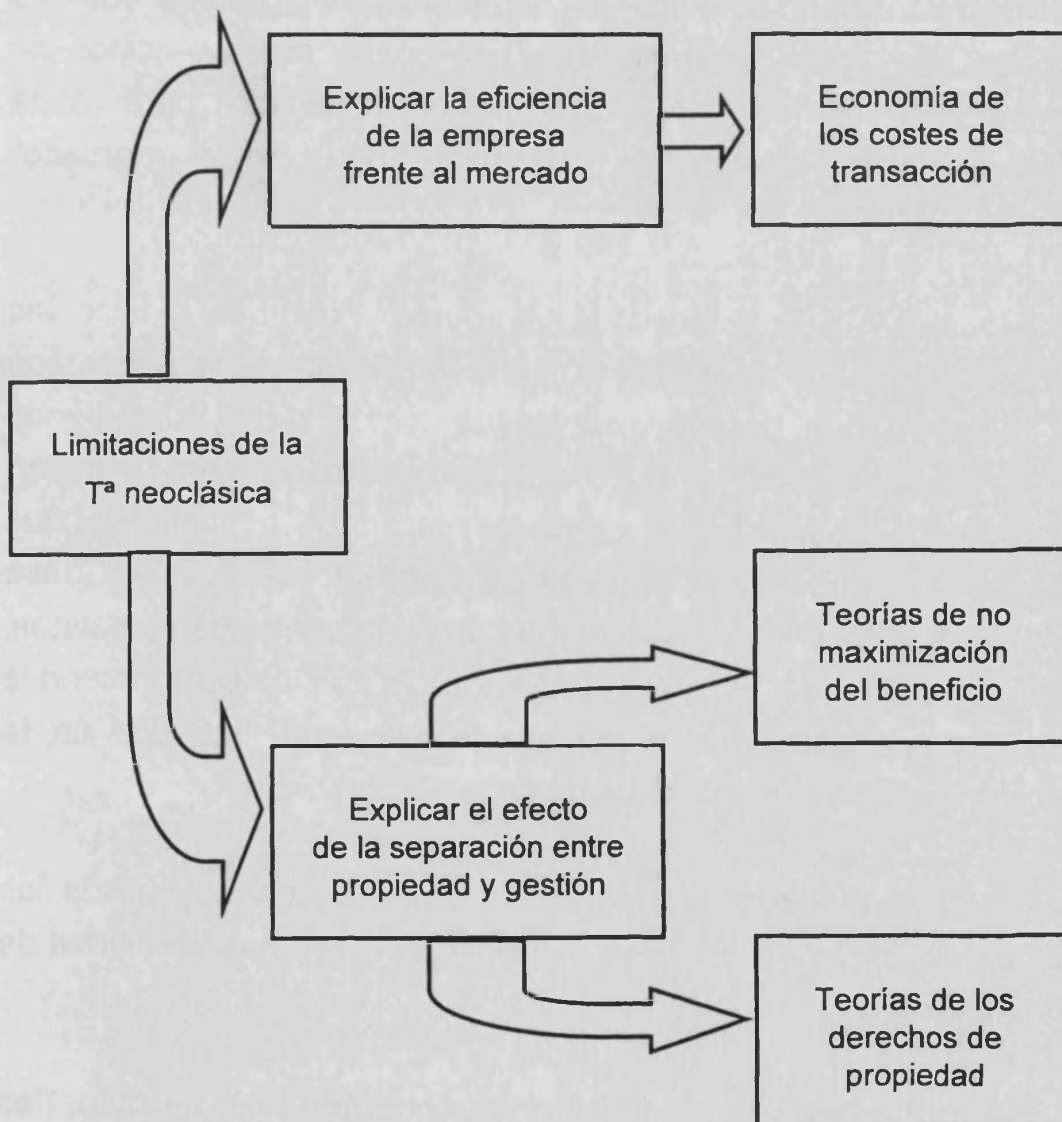 Explicar la eficiencia
de la empresa
frente al mercado
Economía de
los costes de
transacción
Limitaciones de la
Tª neoclásica
Teorías de no
maximización
del beneficio
Explicar el efecto
de la separación entre
propiedad y gestión
Teorías de los
derechos de
propiedad